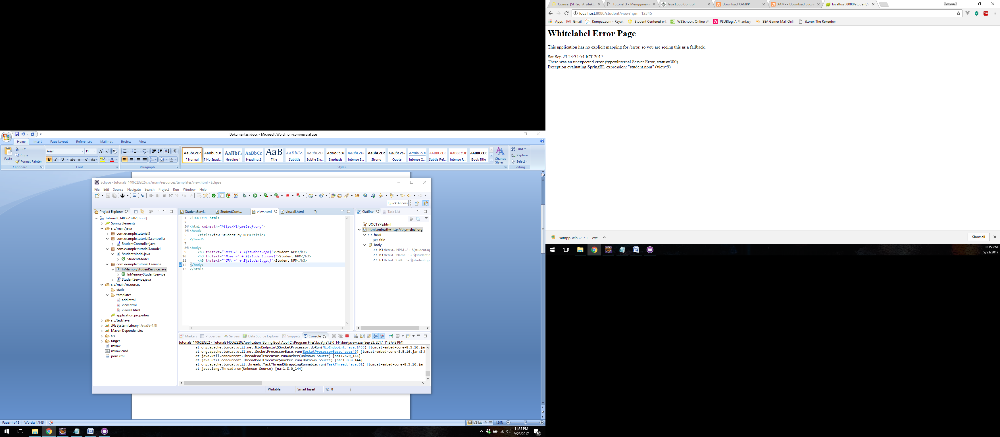 Dokumentasi.docx - Microsoft Word non-commercial use
Home Insert Page Layout References Mailings Review View
Paste
Cut
Copy
Format Painter
Clipboard
Arial 11
Font
Paragraph
AaBbCcDc AaBbCcDc AaBbC AaBbCc AaB AaBbCc. AaBbCcDc AaBbCcDc AaBbCcDc AaBbCcDc AaBbCcDc AaBbCcDc AABBCCDE AABBCCDE AABBCCDE
¶ Normal ¶ No Spaci... Heading 1 Heading 2 Title Subtitle Subtle Em... Emphasis Intense E... Strong Quote Intense Q... Subtle Ref... Intense R... Book Title
Change Styles
Styles
Find
Replace
Select
Editing
Eclipse - tutorial3_1406623202/src/main/resources/templates/view.html - Eclipse
File Edit Source Navigate Search Project Run Window Help
Quick Access
Project Explorer
tutorial3_1406623202 [boot]
Spring Elements
src/main/java
com.example.tutorial3
com.example.tutorial3.controller
StudentController.java
com.example.tutorial3.model
StudentModel.java
StudentModel
com.example.tutorial3.service
InMemoryStudentService.java
InMemoryStudentService
StudentService.java
src/main/resources
static
templates
add.html
view.html
viewall.html
application.properties
src/test/java
JRE System Library [JavaSE-1.8]
Maven Dependencies
src
target
mvnw
mvnw.cmd
pom.xml
StudentServi... StudentCont... view.html viewall.html 3
1 <!DOCTYPE html>
2
3 <html xmlns:th="http://thymeleaf.org">
4 <head>
5 <title>View Student by NPM</title>
6 </head>
7
8 <body>
9 <h3 th:text="'NPM =' + ${student.npm}">Student NPM</h3>
10 <h3 th:text="'Name =' + ${student.name}">Student NPM</h3>
11 <h3 th:text="'GPA =' + ${student.gpa}">Student NPM</h3>
12 </body>
13 </html>
Outline Task List
DOCTYPE:html
html xmlns:th=http://thymeleaf.org
head
title
body
h3 th:text='NPM =' + ${student.np
h3 th:text='Name =' + ${student.n
h3 th:text='GPA =' + ${student.gp
Markers Properties Servers Data Source Explorer Snippets Console
tutorial3_1406623202 - Tutorial31406623202Application [Spring Boot App] C:\Program Files\Java\jre1.8.0_144\bin\javaw.exe (Sep 23, 2017, 11:27:42 PM)
at org.apache.tomcat.util.net.NioEndpoint$SocketProcessor.doRun(NioEndpoint.java:1455) [tomcat-embed-core-8.5.16.jar
at org.apache.tomcat.util.net.SocketProcessorBase.run(SocketProcessorBase.java:49) [tomcat-embed-core-8.5.16.jar:8.5
at java.util.concurrent.ThreadPoolExecutor.runWorker(Unknown Source) [na:1.8.0_144]
at java.util.concurrent.ThreadPoolExecutor$Worker.run(Unknown Source) [na:1.8.0_144]
at org.apache.tomcat.util.threads.TaskThread$WrappingRunnable.run(TaskThread.java:61) [tomcat-embed-core-8.5.16.jar:
at java.lang.Thread.run(Unknown Source) [na:1.8.0_144]
Writable Smart Insert 12 : 8
Page: 1 of 3 Words: 1/145
120%
11:35 PM
9/23/2017
12
Course: [SI.Reg] Arsitekt Tutorial 3 - Menggunaka Java Loop Control Download XAMPP XAMPP Download Succe localhost:8080/student/v
Saraswati
localhost:8080/student/view?npm=12345
Apps Gmail Kompas.com - Rayak Student Centered e-L W3Schools Online W PSUBlog: A Phantasy SEA Gamer Mall Onli (Lore): The Rekenber
Whitelabel Error Page
This application has no explicit mapping for /error, so you are seeing this as a fallback.
Sat Sep 23 23:34:54 ICT 2017
There was an unexpected error (type=Internal Server Error, status=500).
Exception evaluating SpringEL expression: "student.npm" (view:9)
xampp-win32-7.1.....exe
Show all
11:35 PM
9/23/2017